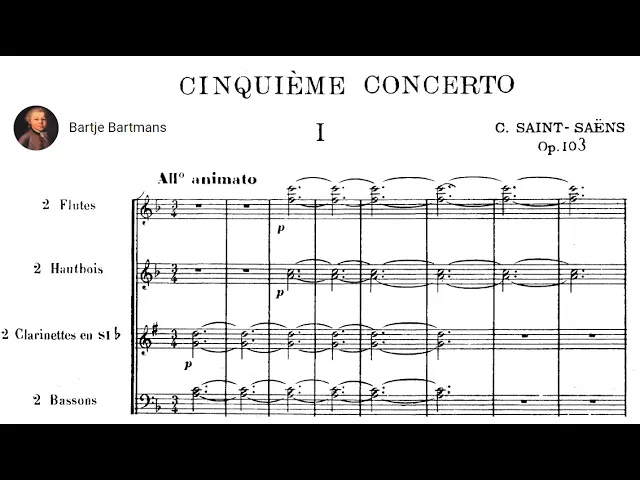 CINQUIÈME CONCERTO
Bartje Bartmans
I
C. SAINT-SAËNS
Op. 103
All° animato
2 Flutes
p
2 Hautbois
p
2 Clarinettes en SI♭
p
2 Bassons